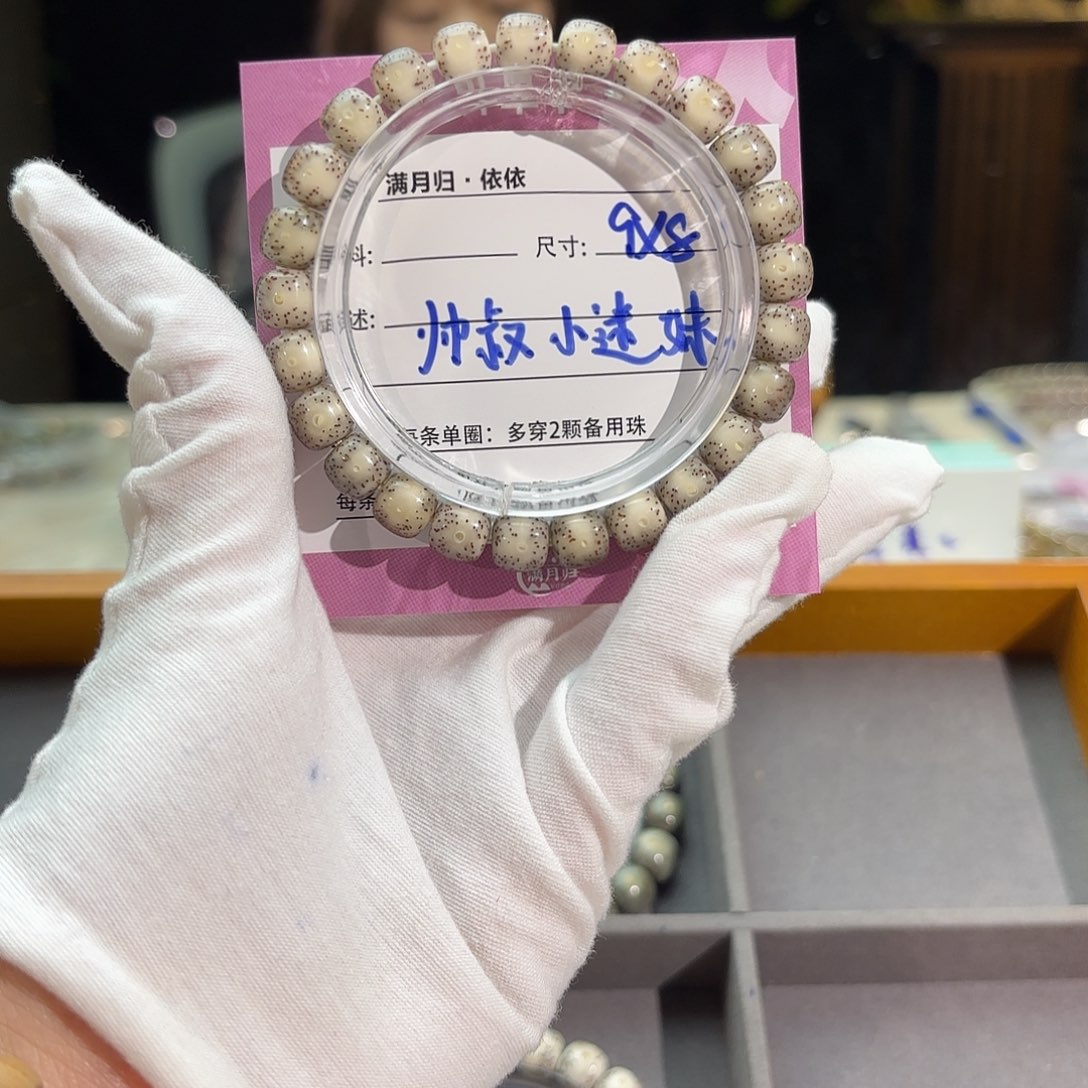 满月归·依依
料:
尺寸: 9x8
述:
帅叔小迷妹
每条单圈：多穿2颗备用珠
每条
满月归